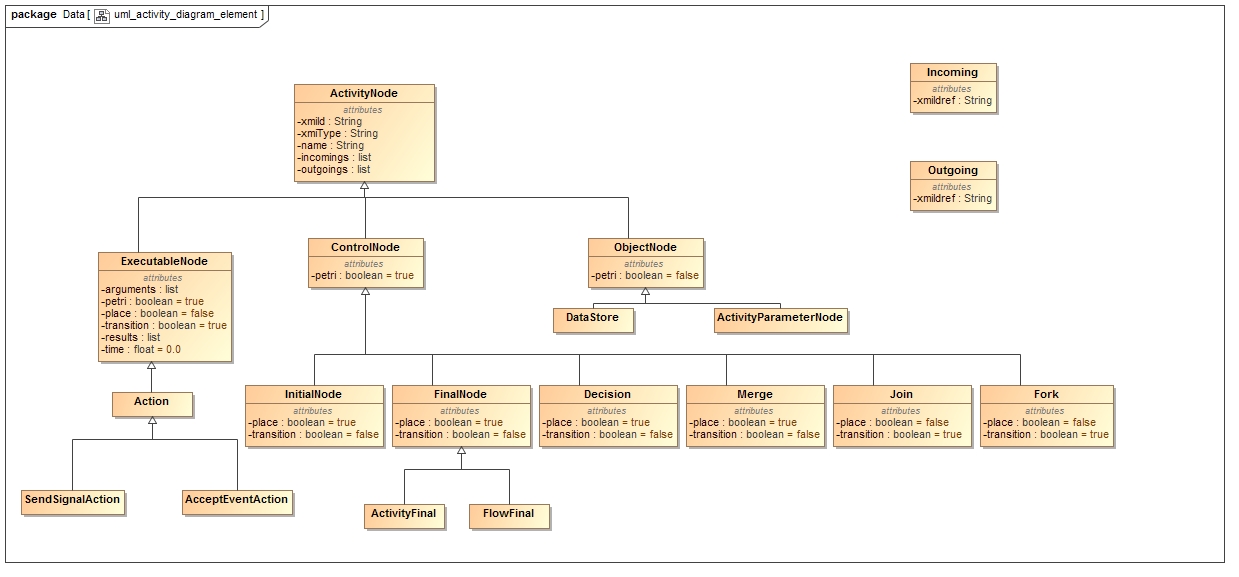 package Data [ uml_activity_diagram_element ]
ActivityNode
attributes
-xmiId : String
-xmiType : String
-name : String
-incomings : list
-outgoings : list
Incoming
attributes
-xmiIdref : String
Outgoing
attributes
-xmiIdref : String
ExecutableNode
attributes
-arguments : list
-petri : boolean = true
-place : boolean = false
-transition : boolean = true
-results : list
-time : float = 0.0
ControlNode
attributes
-petri : boolean = true
ObjectNode
attributes
-petri : boolean = false
DataStore
ActivityParameterNode
Action
InitialNode
attributes
-place : boolean = true
-transition : boolean = false
FinalNode
attributes
-place : boolean = true
-transition : boolean = false
Decision
attributes
-place : boolean = true
-transition : boolean = false
Merge
attributes
-place : boolean = true
-transition : boolean = false
Join
attributes
-place : boolean = false
-transition : boolean = true
Fork
attributes
-place : boolean = false
-transition : boolean = true
SendSignalAction
AcceptEventAction
ActivityFinal
FlowFinal